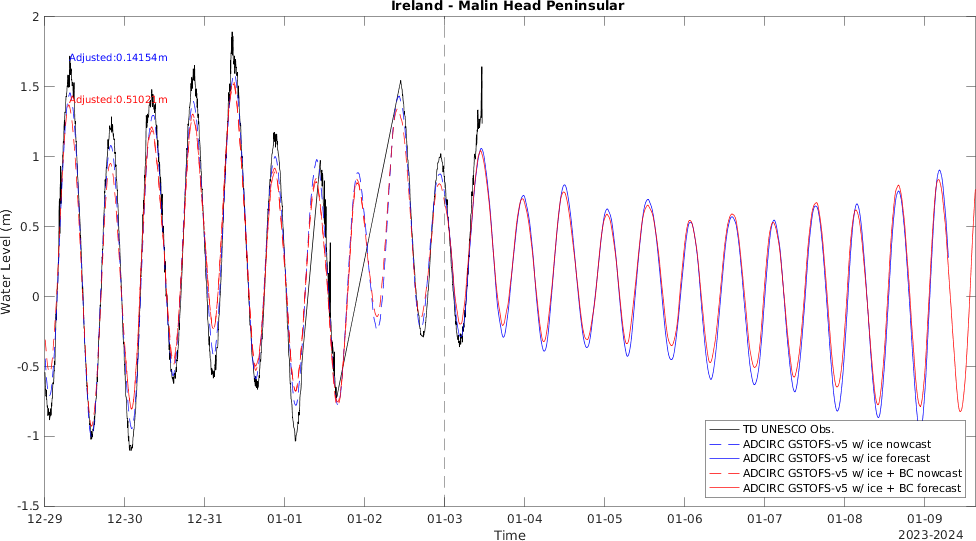 Ireland - Malin Head Peninsular
2
1.5
1
0.5
0
-0.5
-1
-1.5
Water Level (m)
Adjusted:0.14154m
12-29
12-30
12-31
01-01
01-02
01-03
01-04
01-05
01-06
01-07
01-08
01-09
Time
2023-2024
TD UNESCO Obs.
ADCIRC GSTOFS-v5 w/ ice nowcast
ADCIRC GSTOFS-v5 w/ ice forecast
ADCIRC GSTOFS-v5 w/ ice + BC nowcast
ADCIRC GSTOFS-v5 w/ ice + BC forecast